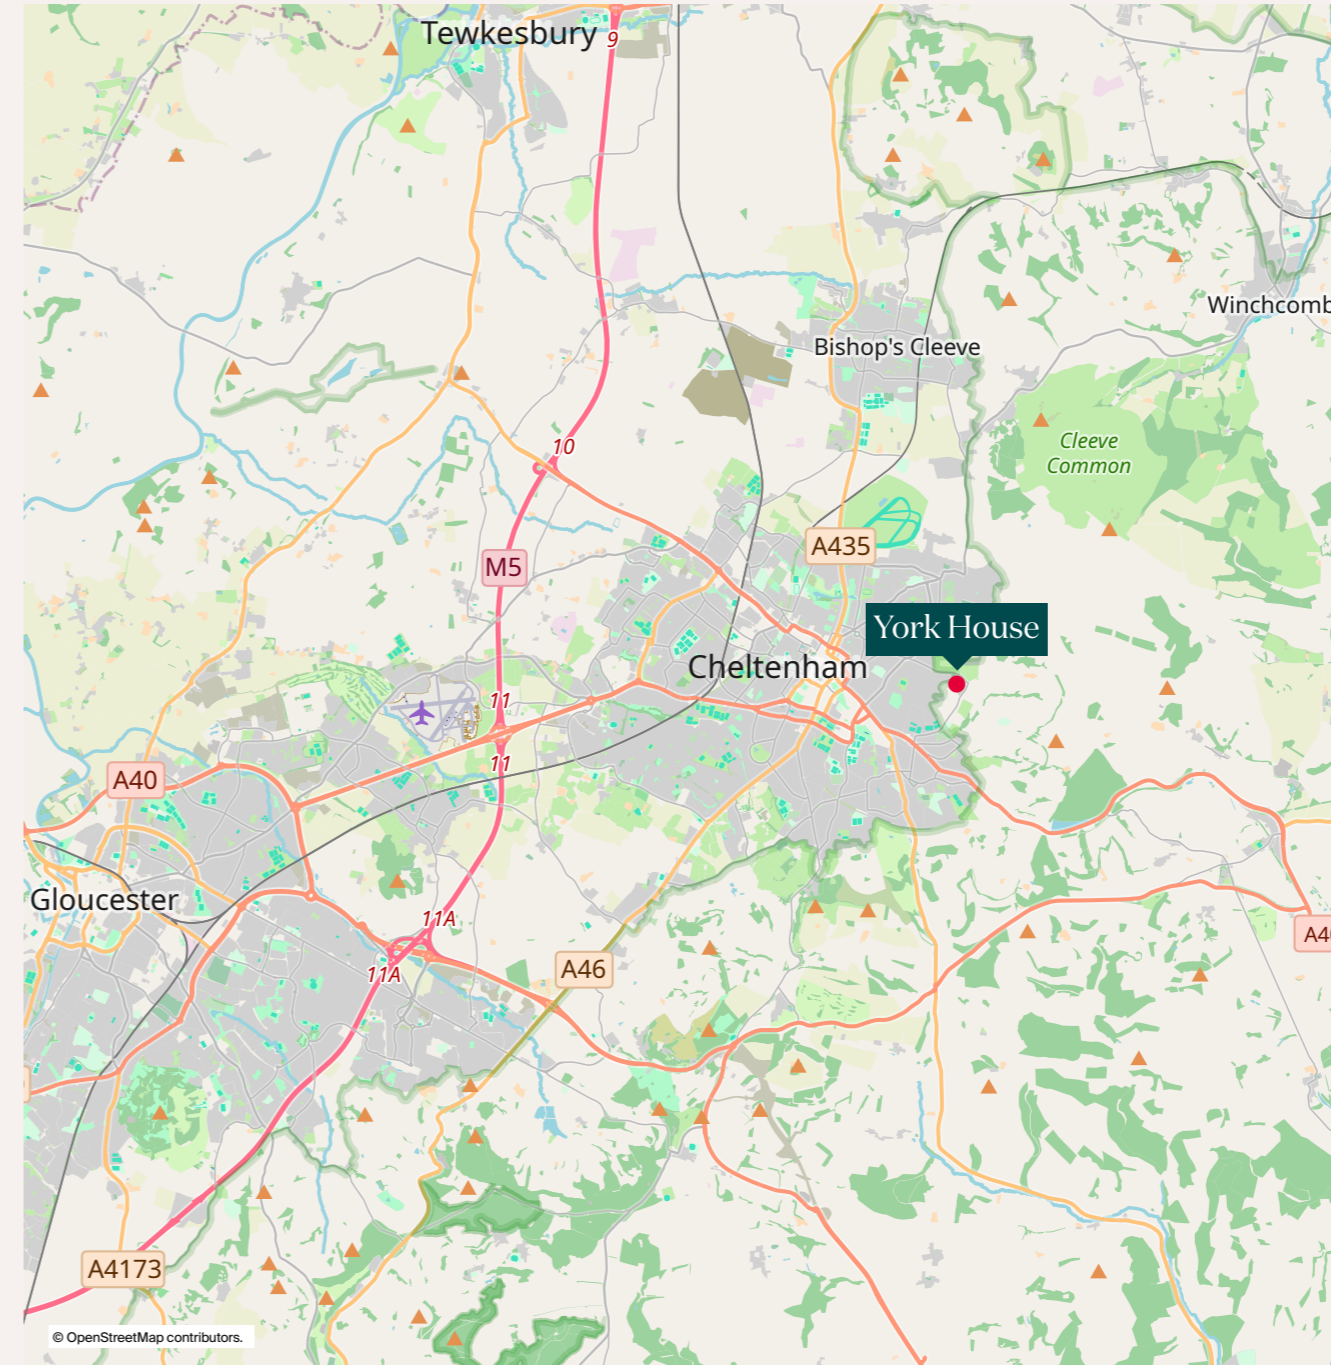 Tewkesbury
9
Winchcomb
Bishop's Cleeve
Cleeve
Common
10
A435
M5
York House
Cheltenham
11
11
A40
Gloucester
11A
A4
11A
A46
A4173
© OpenStreetMap contributors.